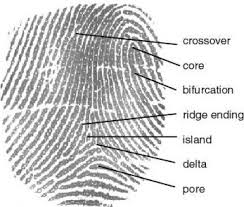 crossover
core
bifurcation
ridge ending
island
delta
pore